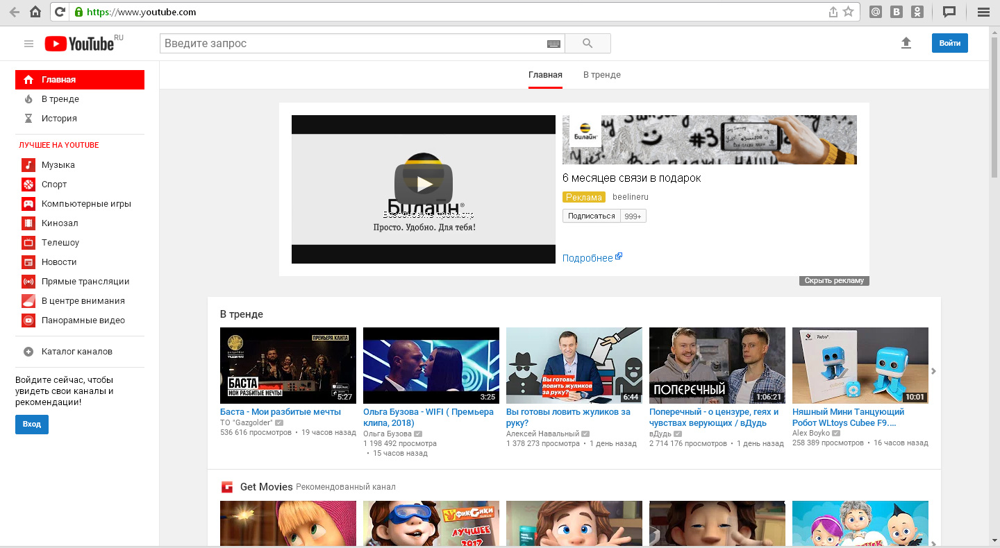 https://www.youtube.com
YouTube RU
Введите запрос
Войти
Главная
В тренде
История
ЛУЧШЕЕ НА YOUTUBE
Музыка
Спорт
Компьютерные игры
Кинозал
Телешоу
Новости
Прямые трансляции
В центре внимания
Панорамные видео
Каталог каналов
Войдите сейчас, чтобы
увидеть свои каналы и
рекомендации!
Вход
Главная
В тренде
Билайн®
Просто. Удобно. Для тебя!
Билайн
6 месяцев связи в подарок
Реклама beelineru
Подписаться 999+
Подробнее
Скрыть рекламу
В тренде
ПРЕМЬЕРА КЛИПА
БАСТА
МОИ РАЗБИТЫЕ МЕЧТЫ
5:27
Баста - Мои разбитые мечты
ТО "Gazgolder"
536 616 просмотров • 19 часов назад
3:25
Ольга Бузова - WIFI ( Премьера
клипа, 2018)
Ольга Бузова
1 198 492 просмотра
• 15 часов назад
Вы готовы
ловить жуликов
за руку?
6:44
Вы готовы ловить жуликов за
руку?
Алексей Навальный
1 378 273 просмотра • 1 день назад
ПОПЕРЕЧНЫЙ
1:06:21
Поперечный - о цензуре, геях и
чувствах верующих / вДудь
вДудь
2 714 176 просмотров • 1 день назад
10:01
Няшный Мини Танцующий
Робот WLtoys Cubee F9....
Alex Boyko
258 389 просмотров • 16 часов назад
Get Movies Рекомендованный канал
ФИКСИКИ
ЛУЧШЕЕ
2017